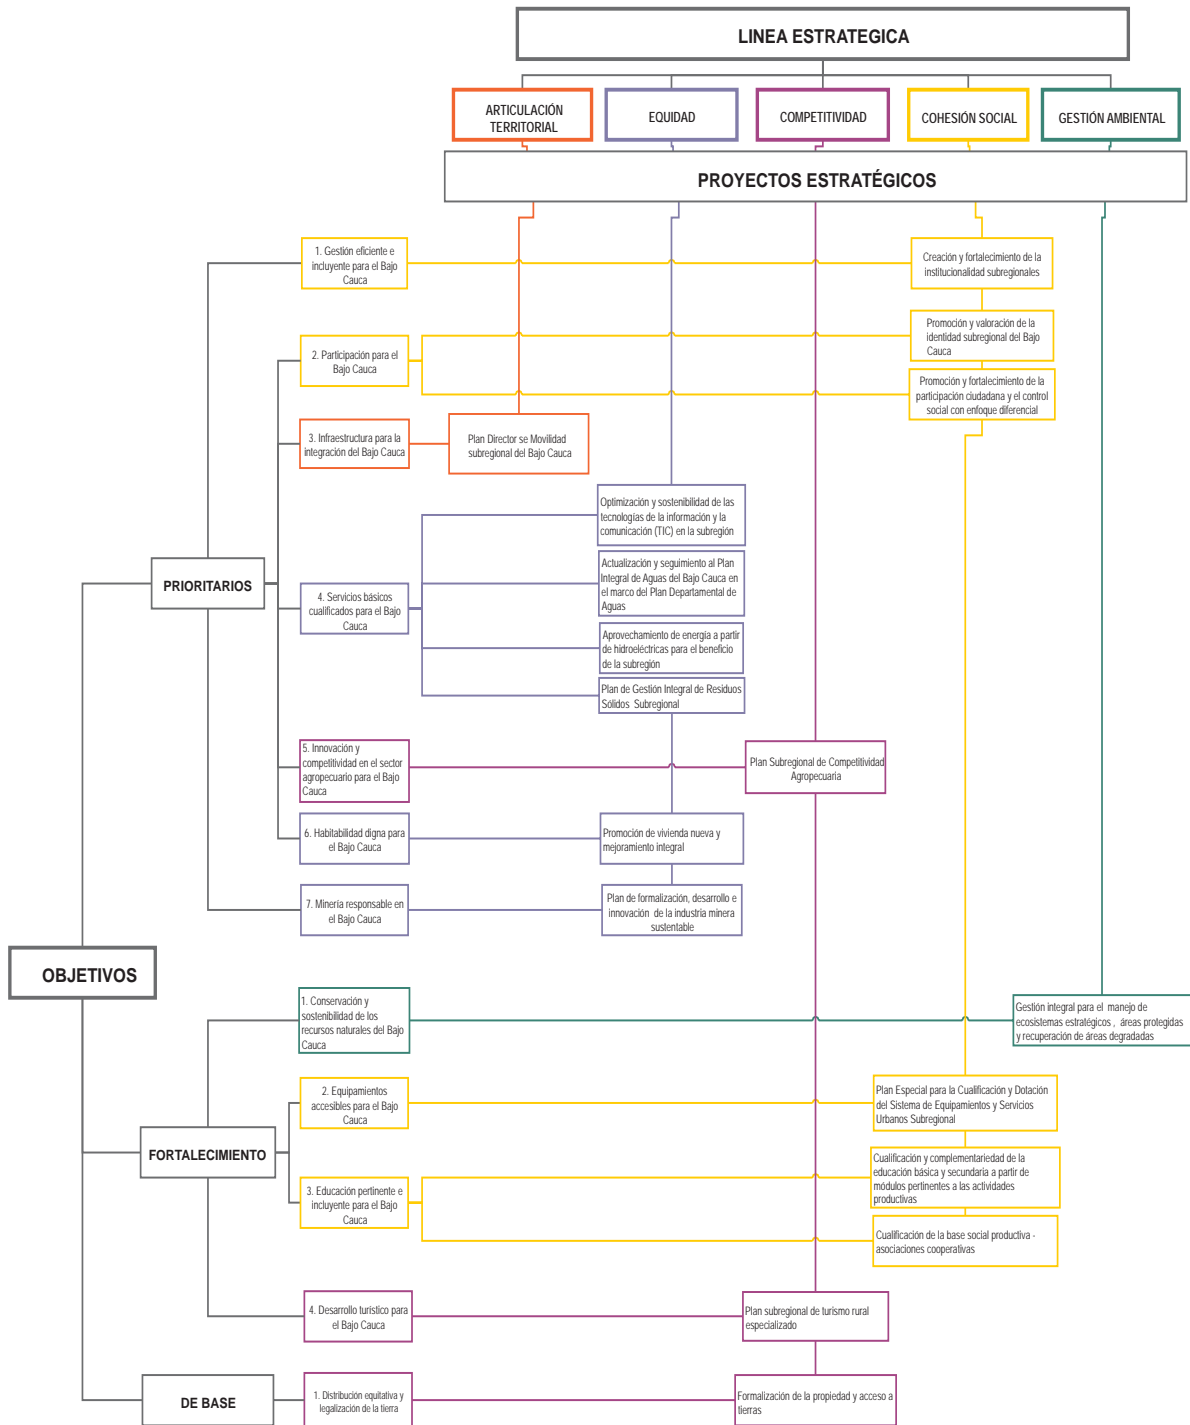 LINEA ESTRATEGICA
ARTICULACIÓN
TERRITORIAL
EQUIDAD
COMPETITIVIDAD
COHESIÓN SOCIAL
GESTIÓN AMBIENTAL
PROYECTOS ESTRATÉGICOS
1. Gestión eficiente e
incluyente para el Bajo
Cauca
Creación y fortalecimiento de la
institucionalidad subregionales
2. Participación para el
Bajo Cauca
Promoción y valoración de la
identidad subregional del Bajo
Cauca
Promoción y fortalecimiento de la
participación ciudadana y el control
social con enfoque diferencial
3. Infraestructura para la
integración del Bajo Cauca
Plan Director se Movilidad
subregional del Bajo Cauca
PRIORITARIOS
4. Servicios básicos
cualificados para el Bajo
Cauca
Optimización y sostenibilidad de las
tecnologías de la información y la
comunicación (TIC) en la subregión
Actualización y seguimiento al Plan
Integral de Aguas del Bajo Cauca en
el marco del Plan Departamental de
Aguas
Aprovechamiento de energía a partir
de hidroeléctricas para el beneficio
de la subregión
Plan de Gestión Integral de Residuos
Sólidos Subregional
5. Innovación y
competitividad en el sector
agropecuario para el Bajo
Cauca
Plan Subregional de Competitividad
Agropecuaria
6. Habitabilidad digna para
el Bajo Cauca
Promoción de vivienda nueva y
mejoramiento integral
7. Minería responsable en
el Bajo Cauca
Plan de formalización, desarrollo e
innovación de la industria minera
sustentable
OBJETIVOS
1. Conservación y
sostenibilidad de los
recursos naturales del Bajo
Cauca
Gestión integral para el manejo de
ecosistemas estratégicos , áreas protegidas
y recuperación de áreas degradadas
2. Equipamientos
accesibles para el Bajo
Cauca
Plan Especial para la Cualificación y Dotación
del Sistema de Equipamientos y Servicios
Urbanos Subregional
FORTALECIMIENTO
3. Educación pertinente e
incluyente para el Bajo
Cauca
Cualificación y complementariedad de la
educación básica y secundaria a partir de
módulos pertinentes a las actividades
productivas
Cualificación de la base social productiva -
asociaciones cooperativas
4. Desarrollo turístico para
el Bajo Cauca
Plan subregional de turismo rural
especializado
DE BASE
1. Distribución equitativa y
legalización de la tierra
Formalización de la propiedad y acceso a
tierras